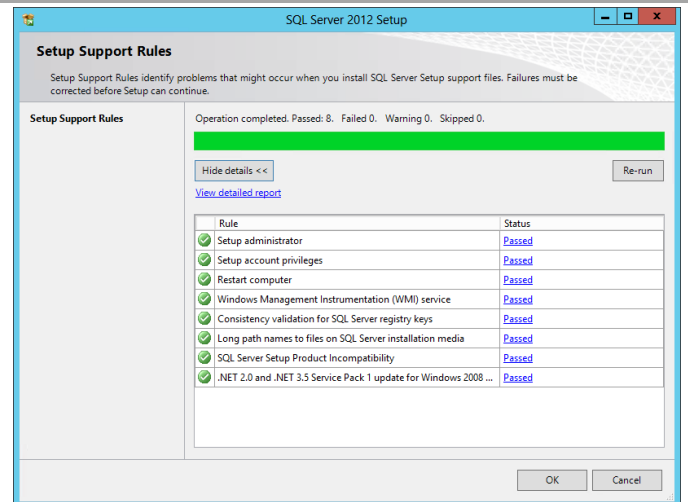 SQL Server 2012 Setup
Setup Support Rules
Setup Support Rules identify problems that might occur when you install SQL Server Setup support files. Failures must be
corrected before Setup can continue.
Setup Support Rules
Operation completed. Passed: 8. Failed 0. Warning 0. Skipped 0.
Hide details <<
Re-run
View detailed report
Rule Status
Setup administrator Passed
Setup account privileges Passed
Restart computer Passed
Windows Management Instrumentation (WMI) service Passed
Consistency validation for SQL Server registry keys Passed
Long path names to files on SQL Server installation media Passed
SQL Server Setup Product Incompatibility Passed
.NET 2.0 and .NET 3.5 Service Pack 1 update for Windows 2008 ... Passed
OK Cancel